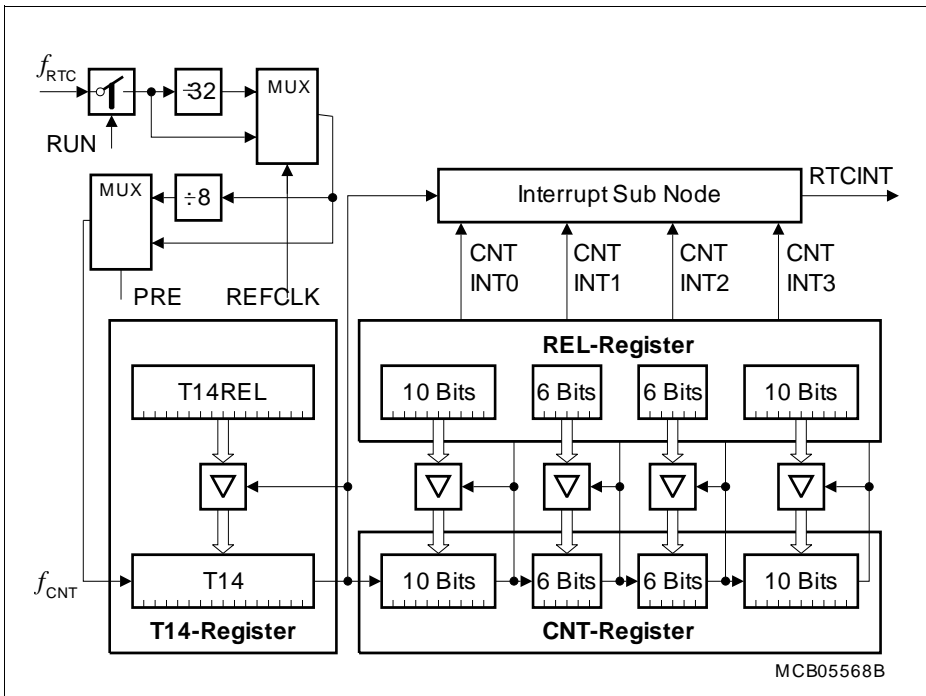 fRTC
÷32
MUX
RUN
MUX
÷8
Interrupt Sub Node
RTCINT
CNT
INT0
CNT
INT1
CNT
INT2
CNT
INT3
PRE
REFCLK
REL-Register
T14REL
10 Bits
6 Bits
6 Bits
10 Bits
fCNT
T14
10 Bits
6 Bits
6 Bits
10 Bits
T14-Register
CNT-Register
MCB05568B